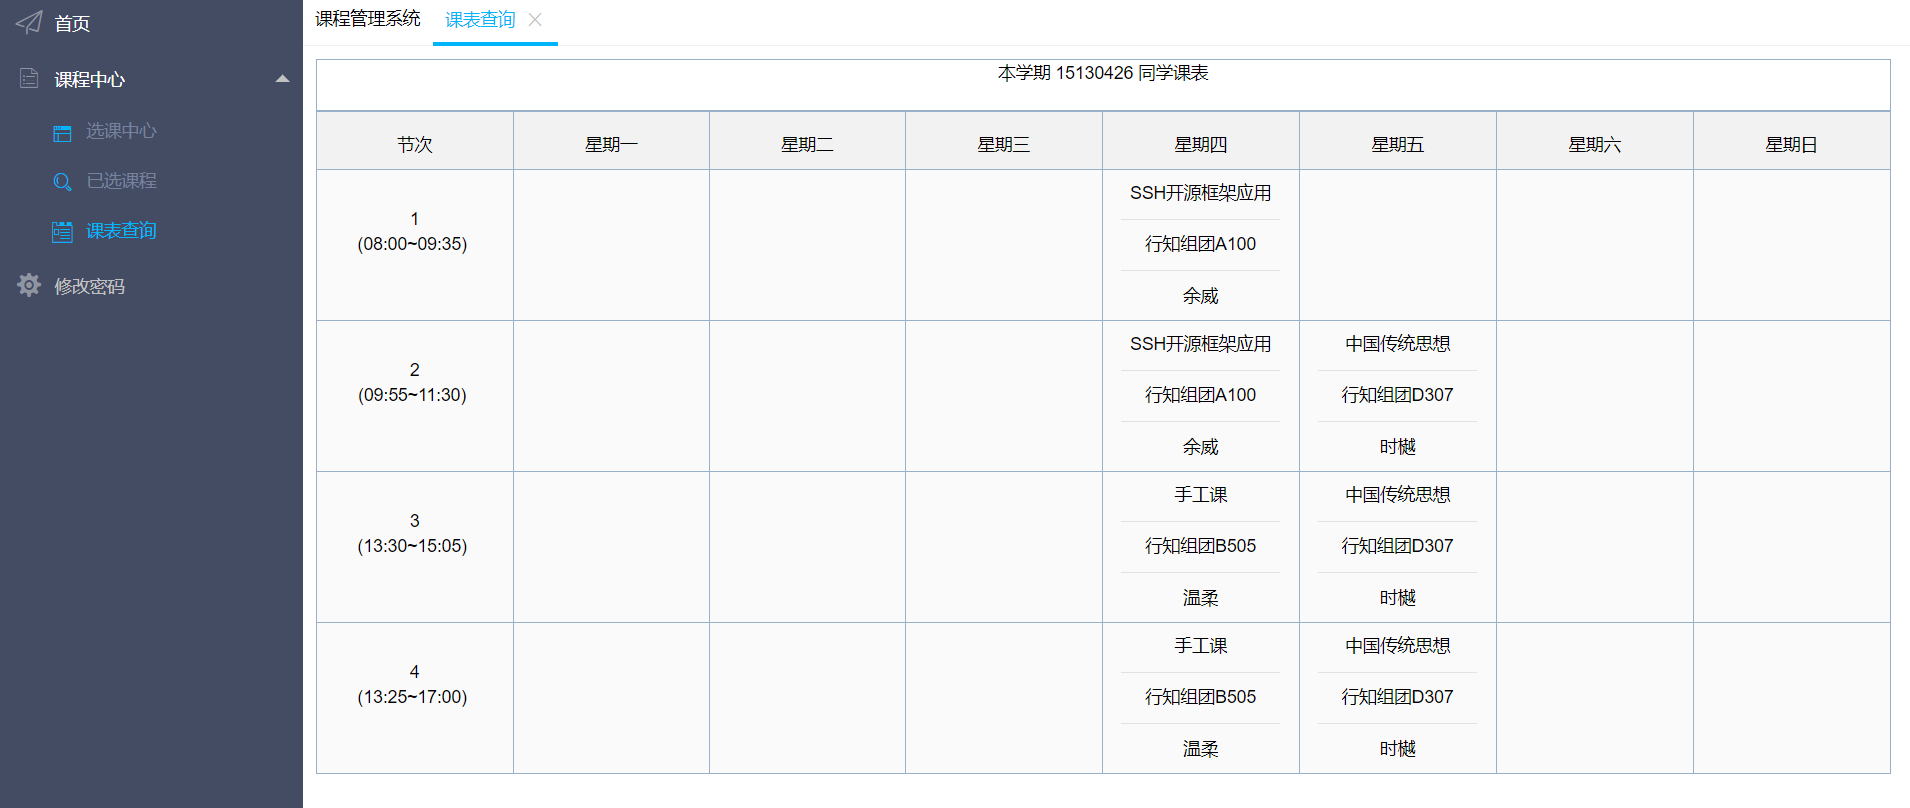 首页
课程中心
选课中心
已选课程
课表查询
修改密码
课程管理系统 课表查询
本学期 15130426 同学课表
节次 星期一 星期二 星期三 星期四 星期五 星期六 星期日
1
(08:00~09:35)
SSH开源框架应用
行知组团A100
余威
2
(09:55~11:30)
SSH开源框架应用
行知组团A100
余威
中国传统思想
行知组团D307
时樾
3
(13:30~15:05)
手工课
行知组团B505
温柔
中国传统思想
行知组团D307
时樾
4
(13:25~17:00)
手工课
行知组团B505
温柔
中国传统思想
行知组团D307
时樾